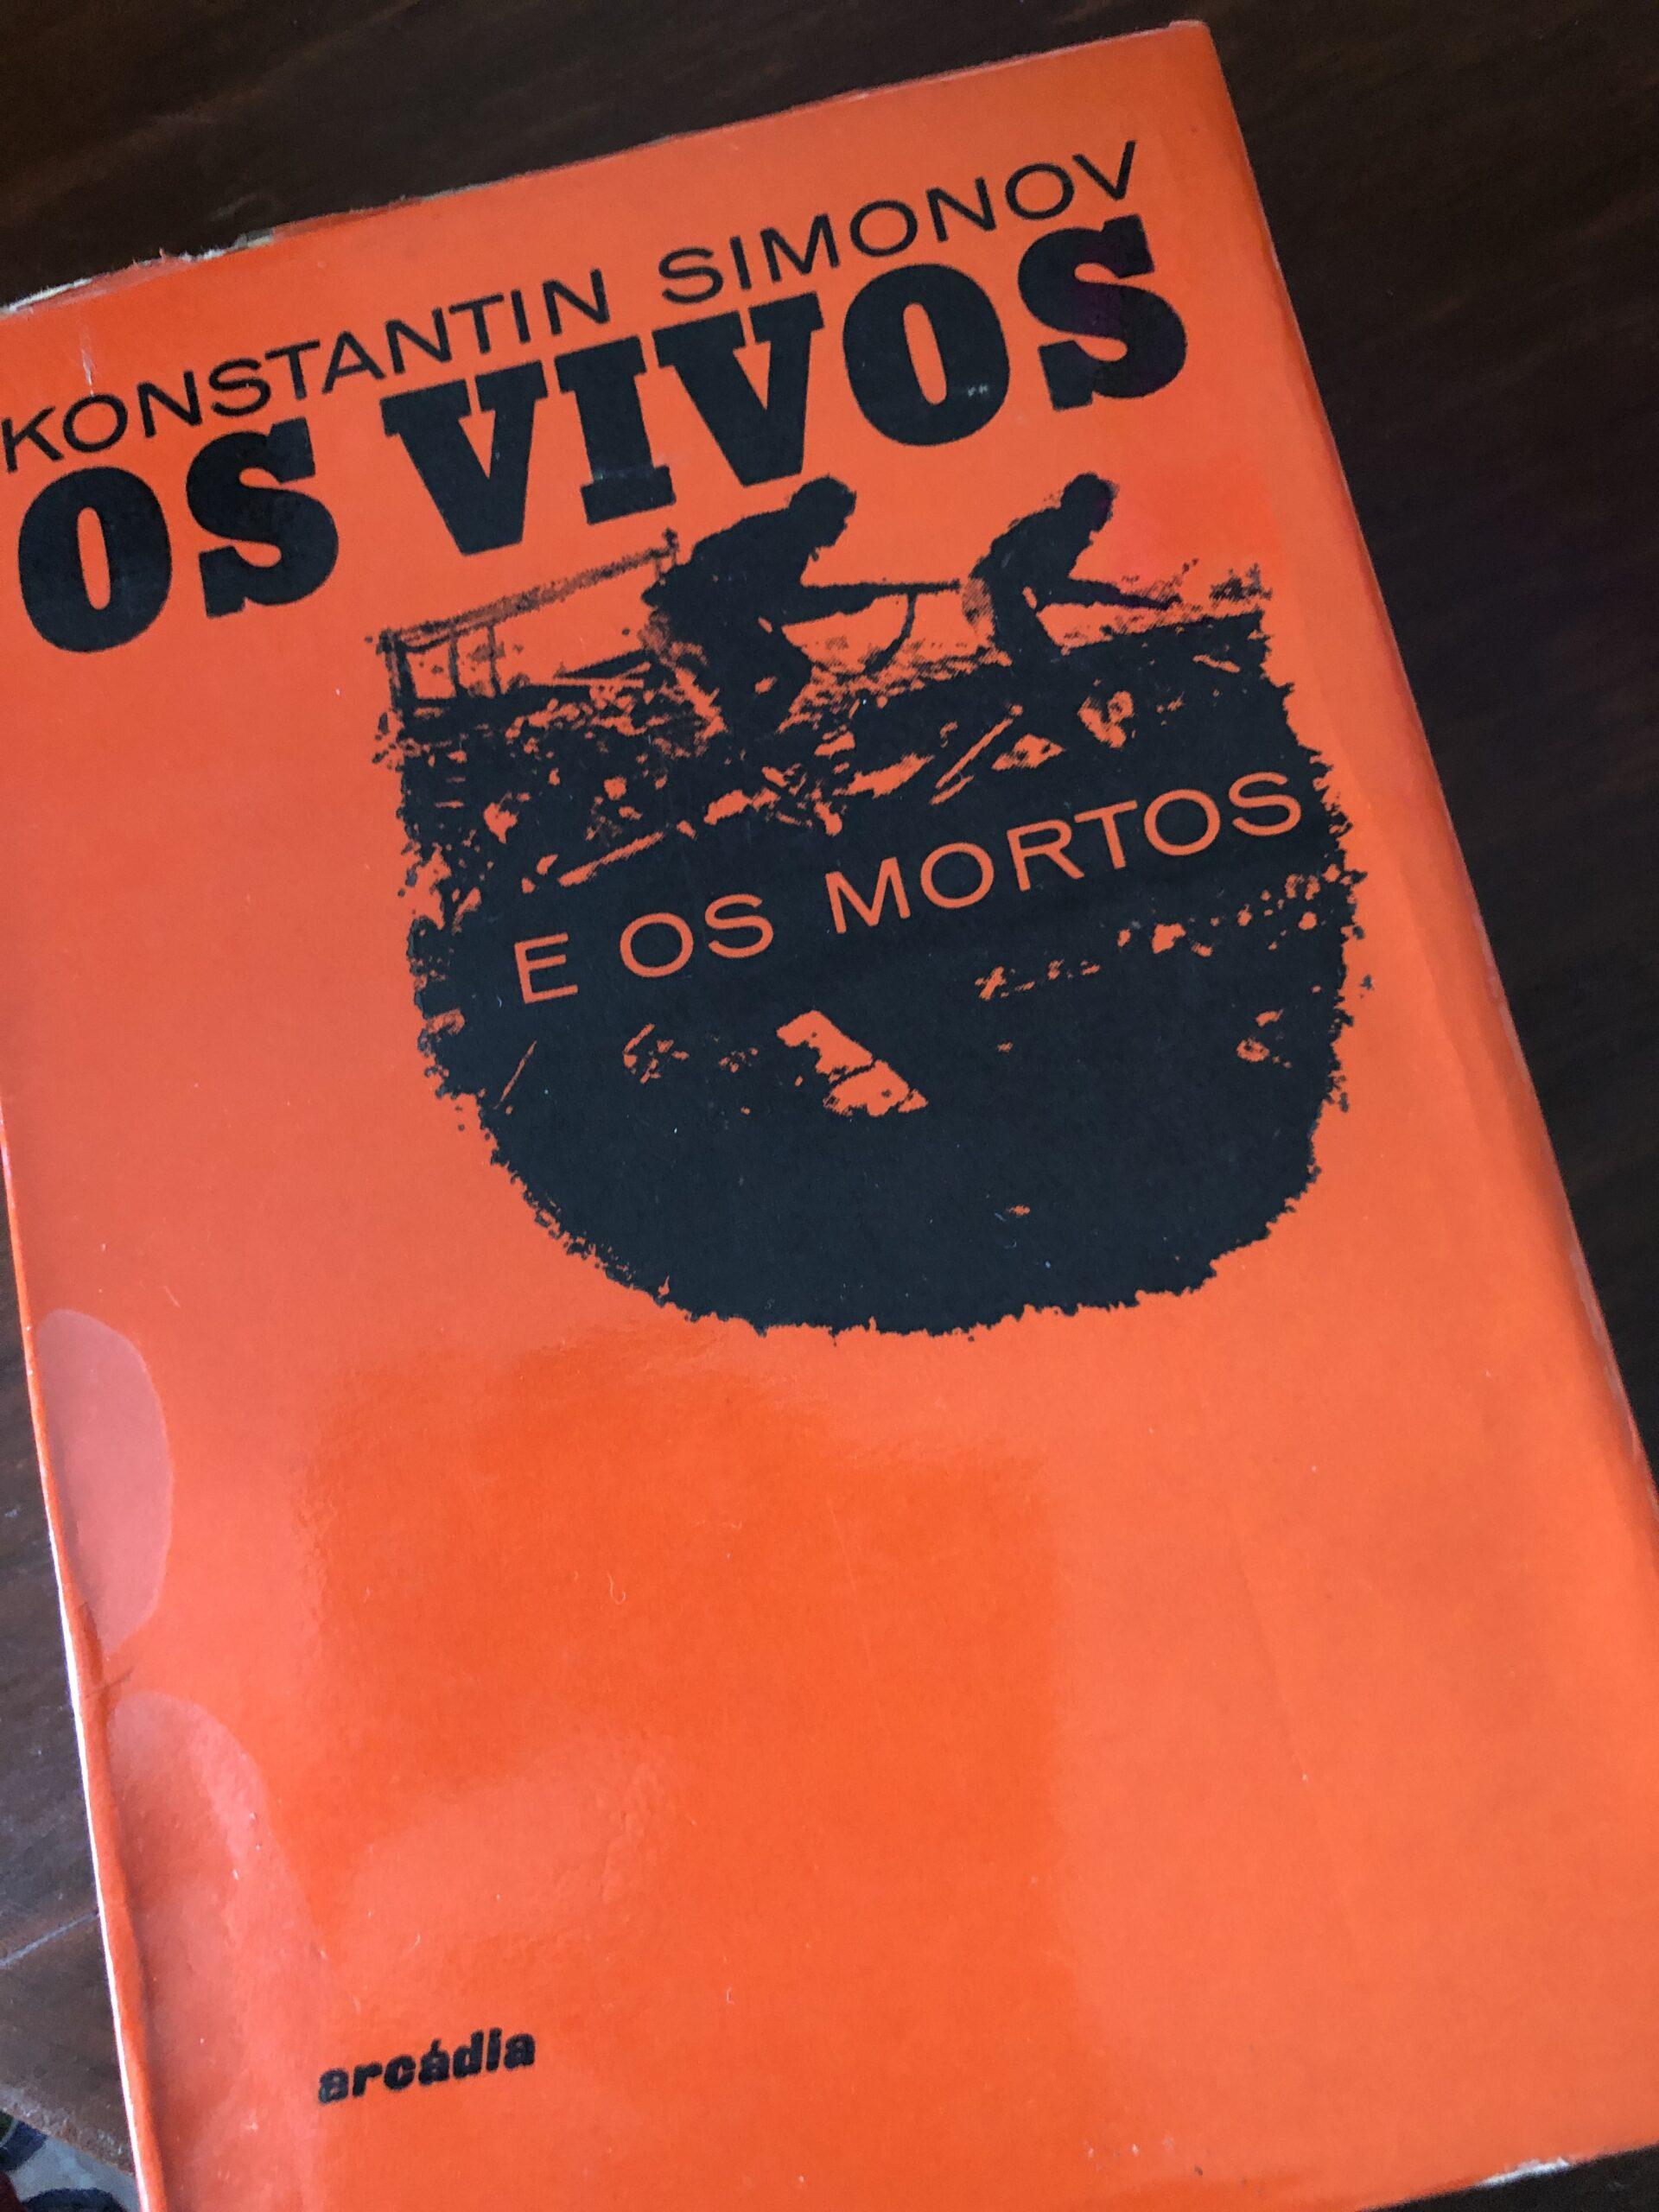 KONSTANTIN SIMONOV
OS VIVOS
E OS MORTOS
arcádia